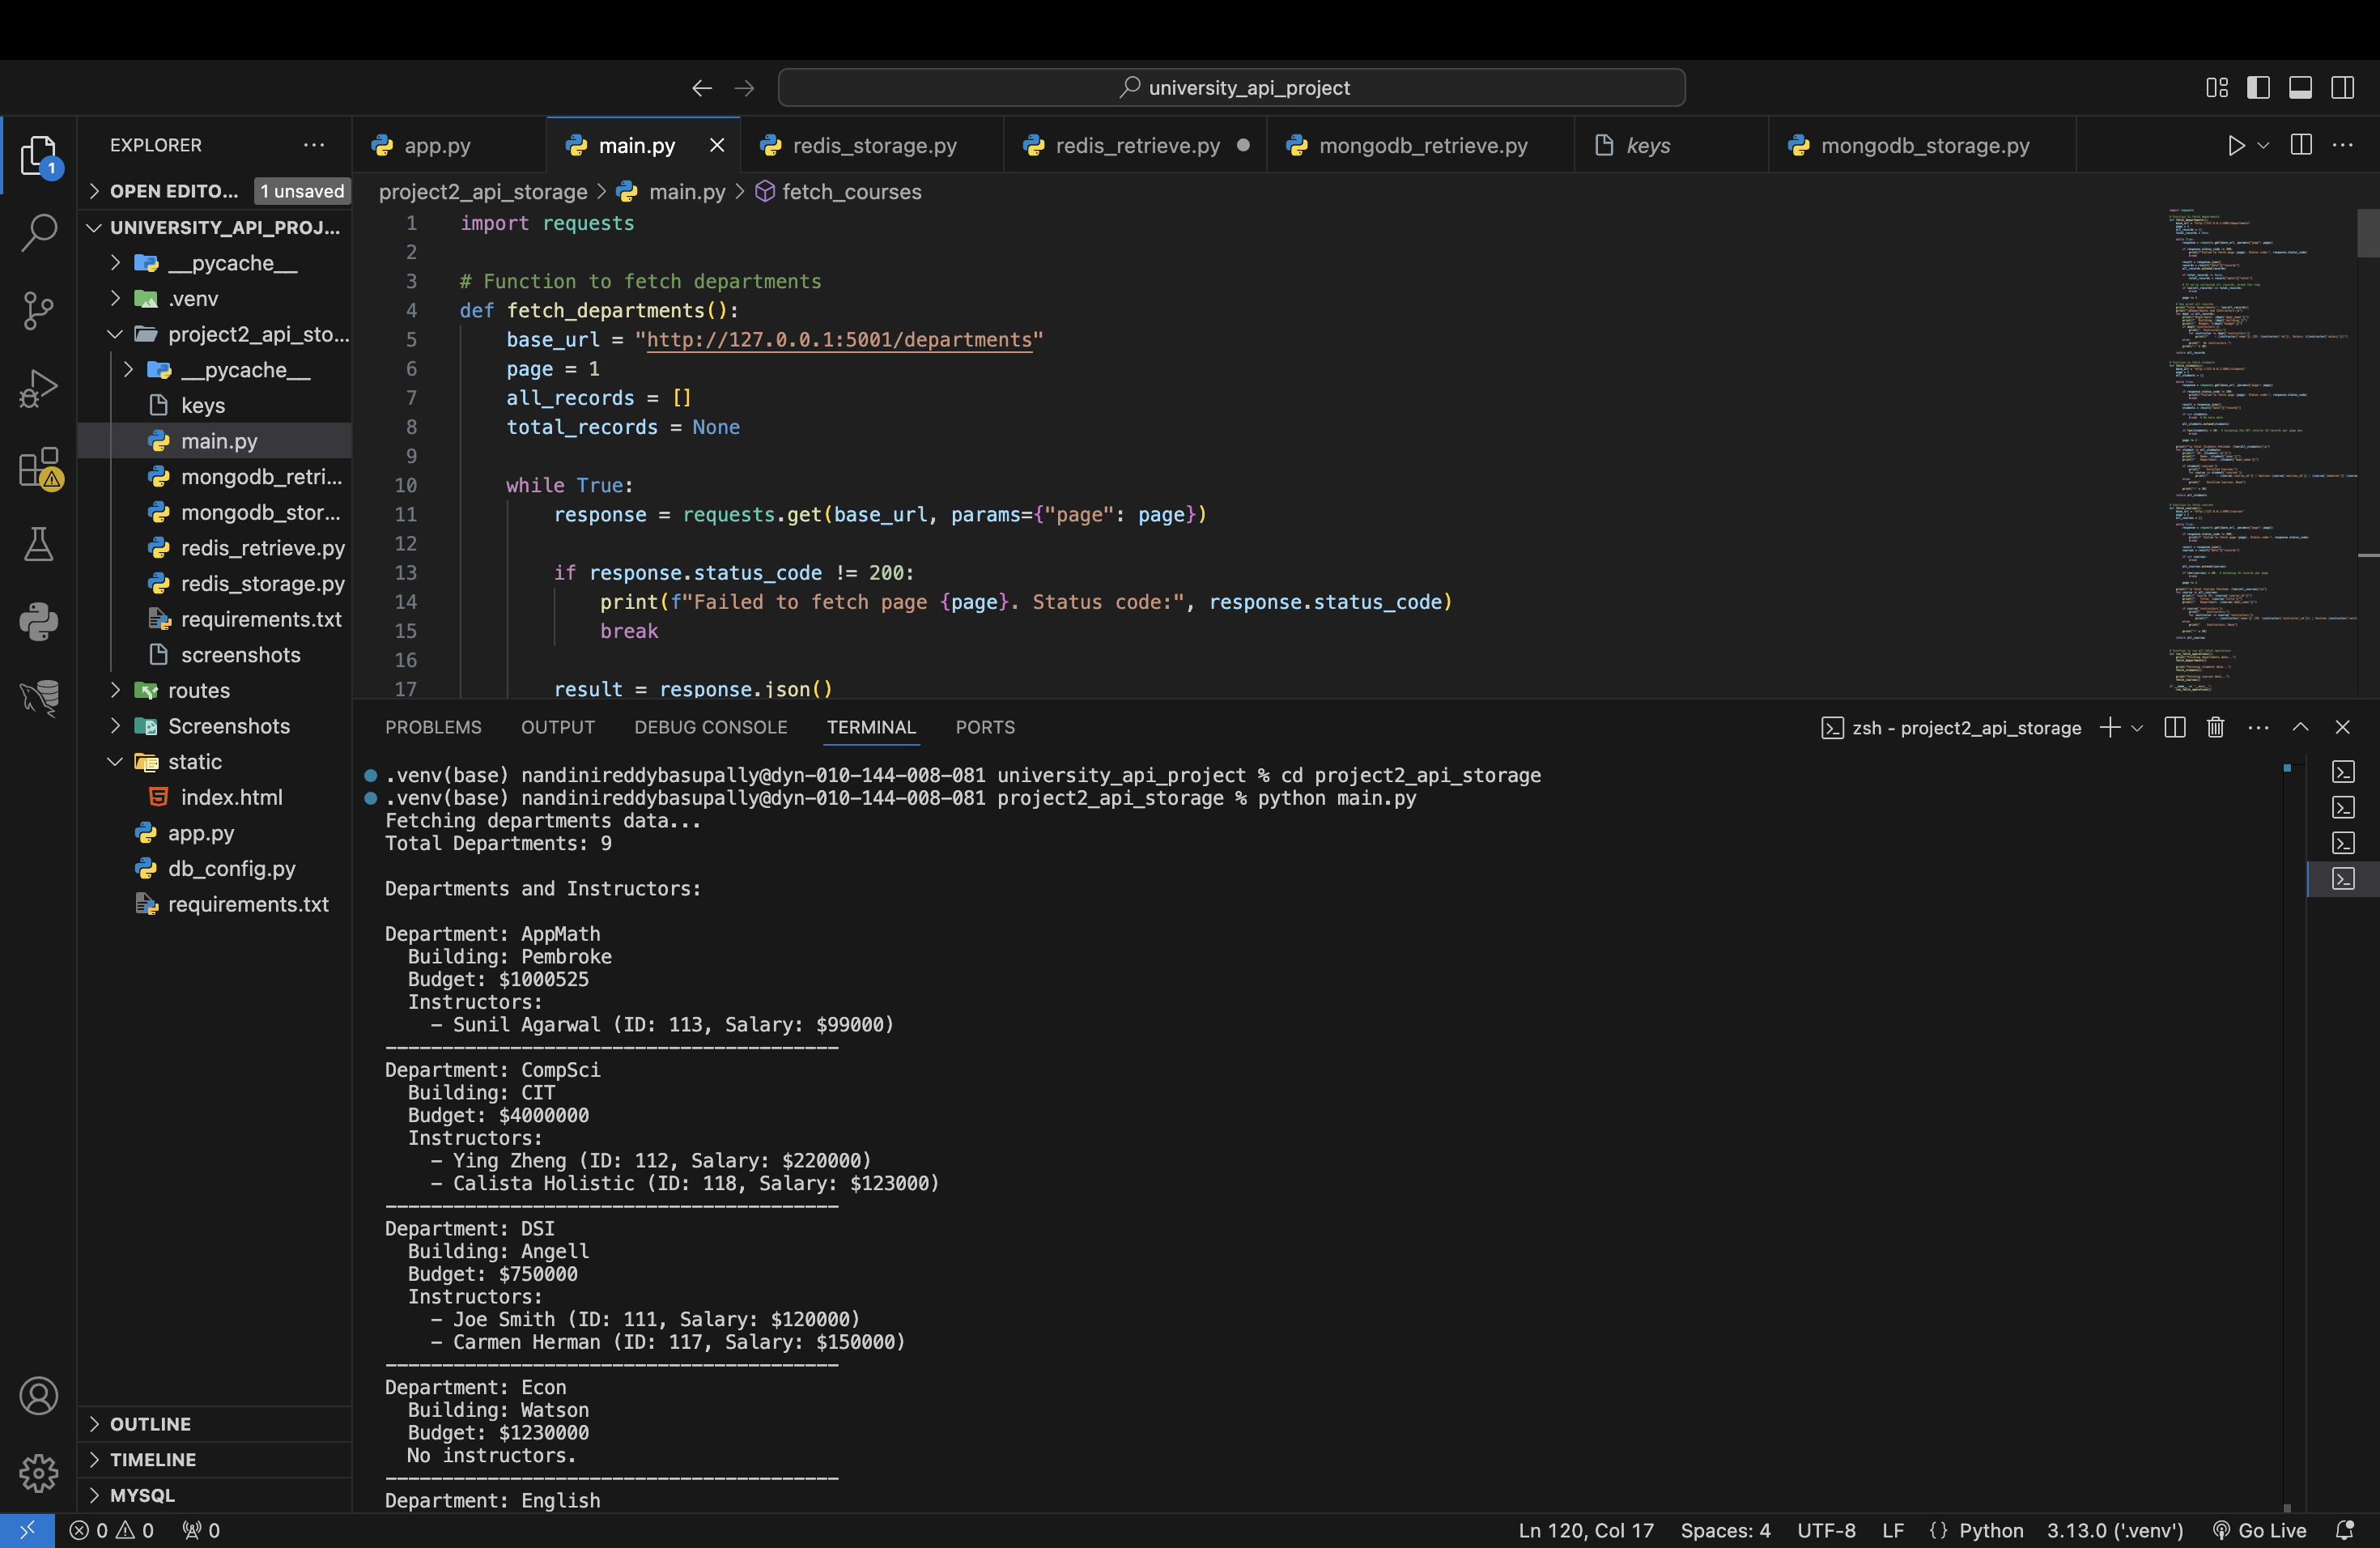 university_api_project
EXPLORER
app.py
main.py
redis_storage.py
redis_retrieve.py
mongodb_retrieve.py
keys
mongodb_storage.py
1
OPEN EDITO... 1 unsaved
UNIVERSITY_API_PROJ...
__pycache__
.venv
project2_api_sto...
__pycache__
keys
main.py
mongodb_retri...
mongodb_stor...
redis_retrieve.py
redis_storage.py
requirements.txt
screenshots
routes
Screenshots
static
index.html
app.py
db_config.py
requirements.txt
OUTLINE
TIMELINE
MYSQL
project2_api_storage > main.py > fetch_courses
1 import requests
2
3 # Function to fetch departments
4 def fetch_departments():
5 base_url = "http://127.0.0.1:5001/departments"
6 page = 1
7 all_records = []
8 total_records = None
9
10 while True:
11 response = requests.get(base_url, params={"page": page})
12
13 if response.status_code != 200:
14 print(f"Failed to fetch page {page}. Status code:", response.status_code)
15 break
16
17 result = response.json()
PROBLEMS OUTPUT DEBUG CONSOLE TERMINAL PORTS
zsh - project2_api_storage
.venv(base) nandinireddybasupally@dyn-010-144-008-081 university_api_project % cd project2_api_storage
.venv(base) nandinireddybasupally@dyn-010-144-008-081 project2_api_storage % python main.py
Fetching departments data...
Total Departments: 9
Departments and Instructors:
Department: AppMath
Building: Pembroke
Budget: $1000525
Instructors:
- Sunil Agarwal (ID: 113, Salary: $99000)
----------------------------------------
Department: CompSci
Building: CIT
Budget: $4000000
Instructors:
- Ying Zheng (ID: 112, Salary: $220000)
- Calista Holistic (ID: 118, Salary: $123000)
----------------------------------------
Department: DSI
Building: Angell
Budget: $750000
Instructors:
- Joe Smith (ID: 111, Salary: $120000)
- Carmen Herman (ID: 117, Salary: $150000)
----------------------------------------
Department: Econ
Building: Watson
Budget: $1230000
No instructors.
----------------------------------------
Department: English
0 0 0
Ln 120, Col 17 Spaces: 4 UTF-8 LF {} Python 3.13.0 ('.venv') Go Live